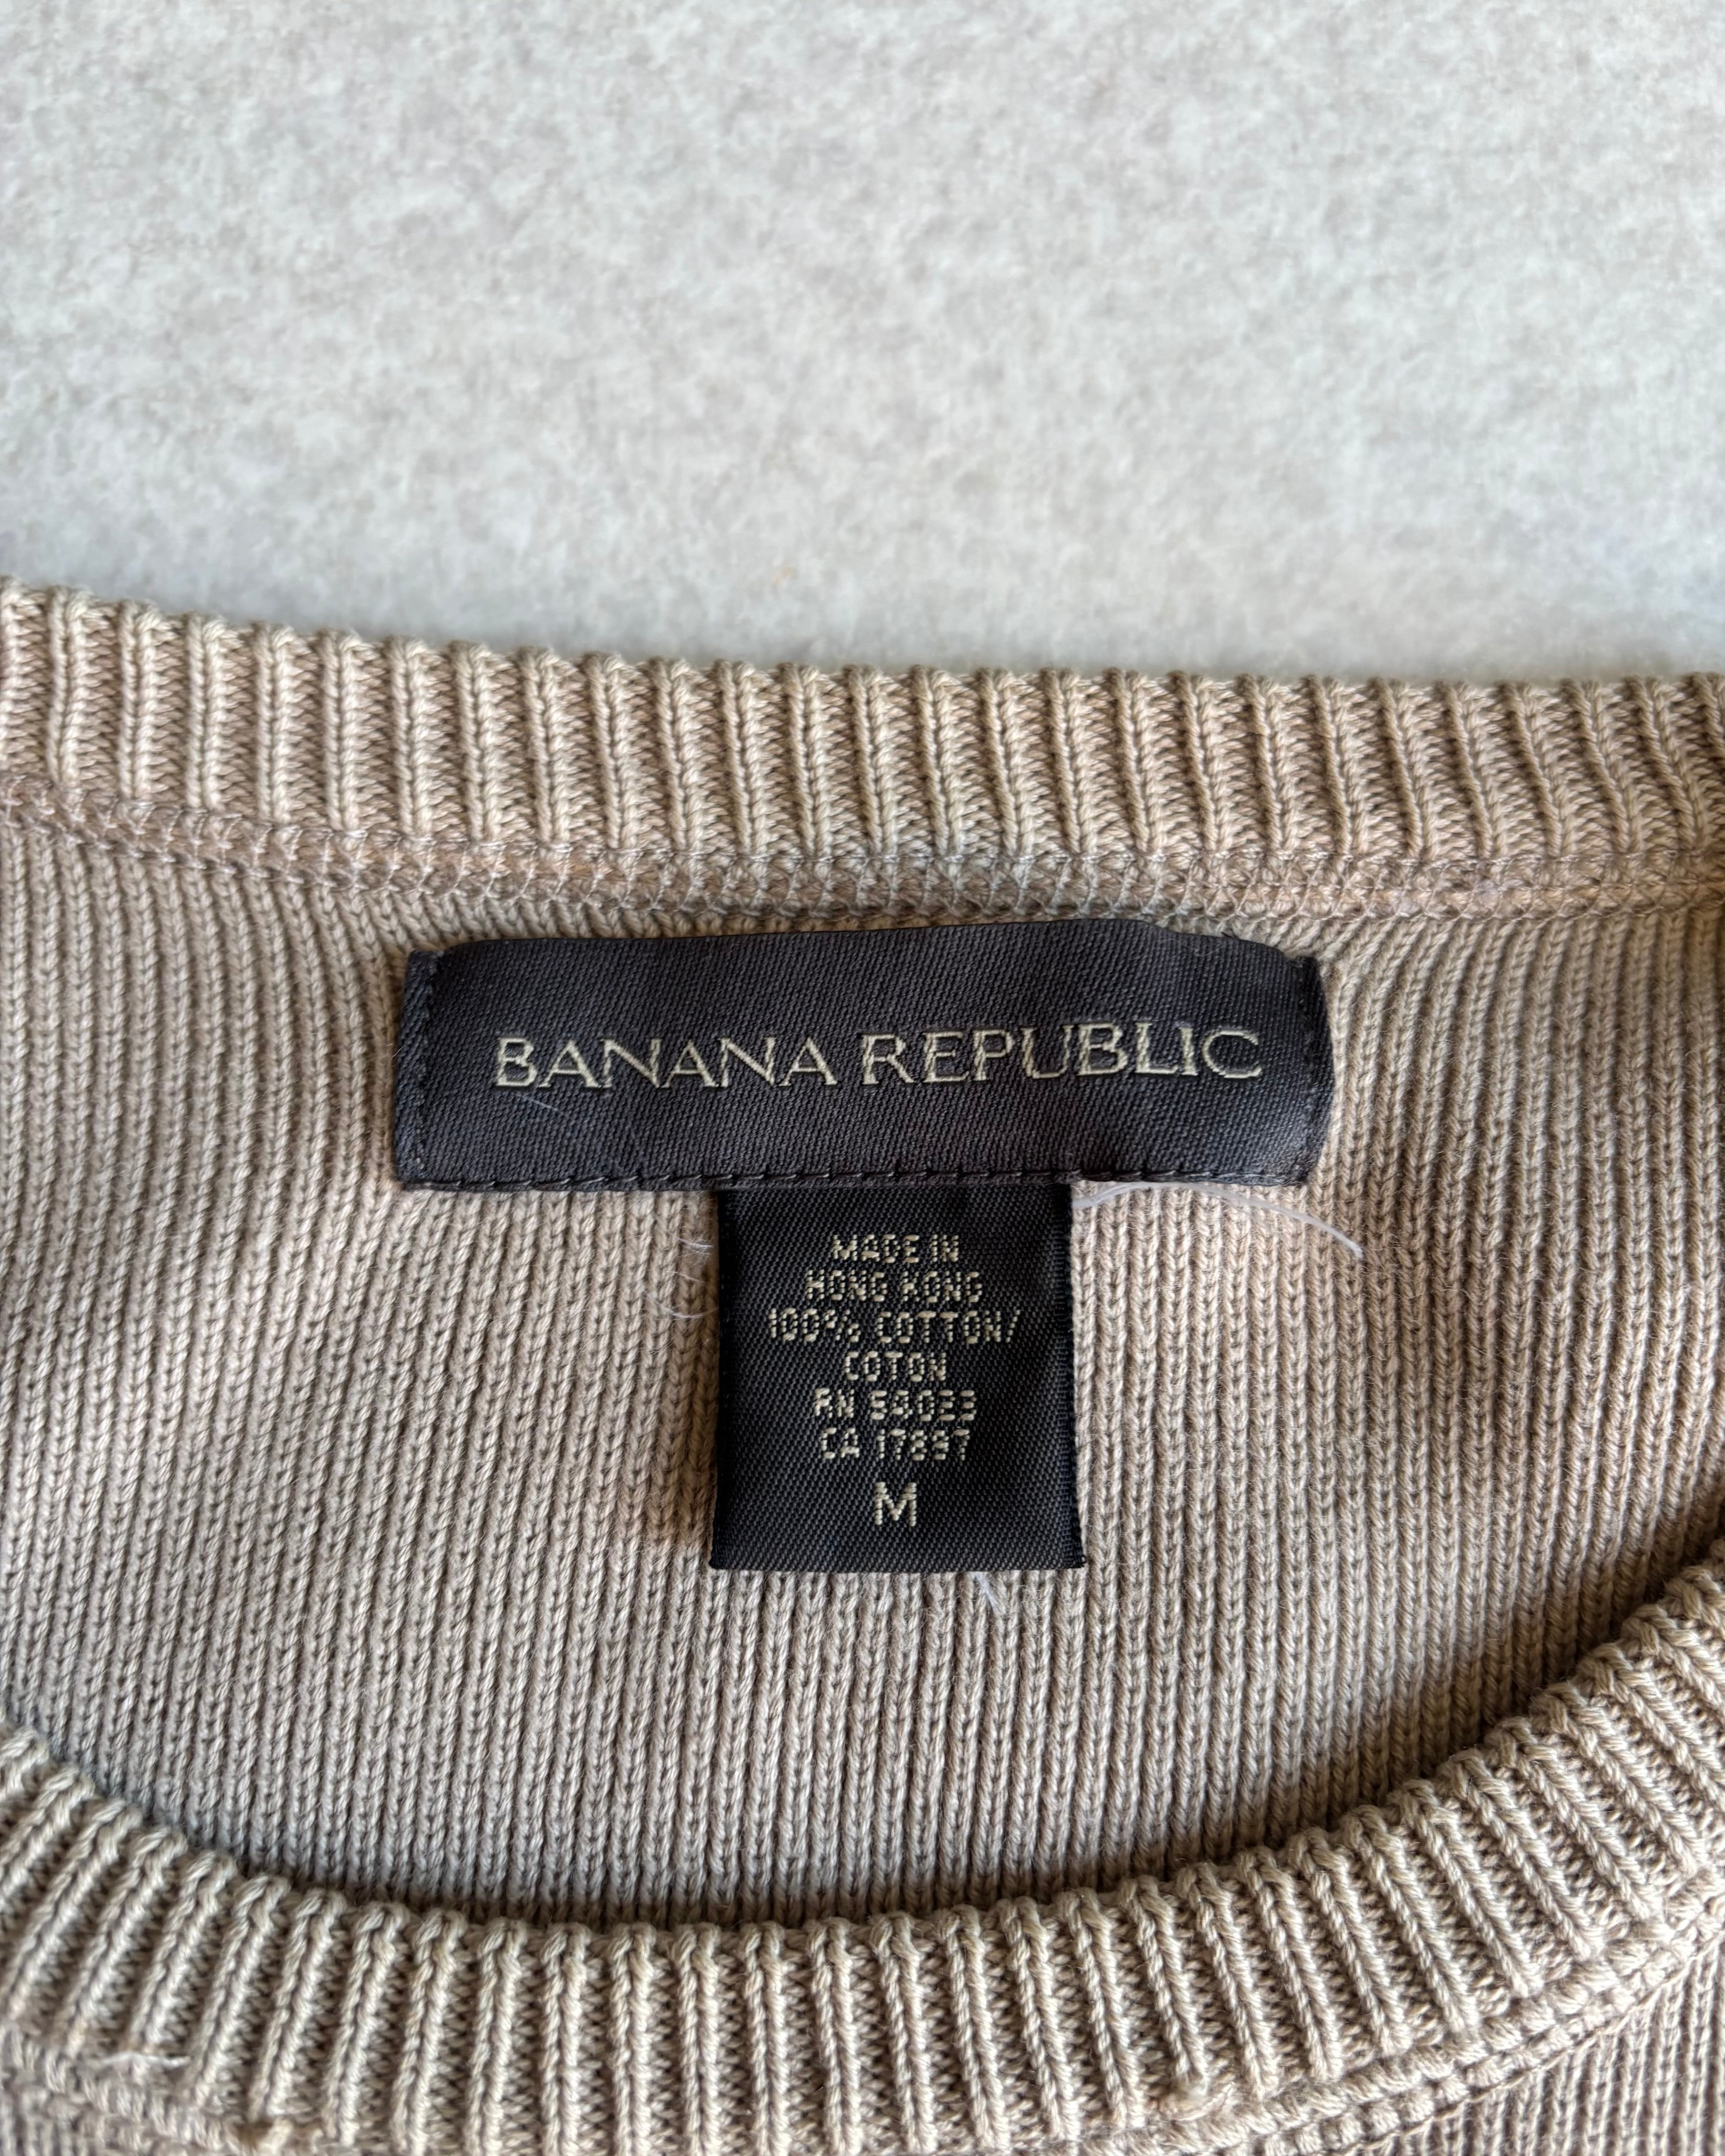 BANANA REPUBLIC
MADE IN
HONG KONG
100% COTTON/
COTON
RN 54023
CA 17897
M